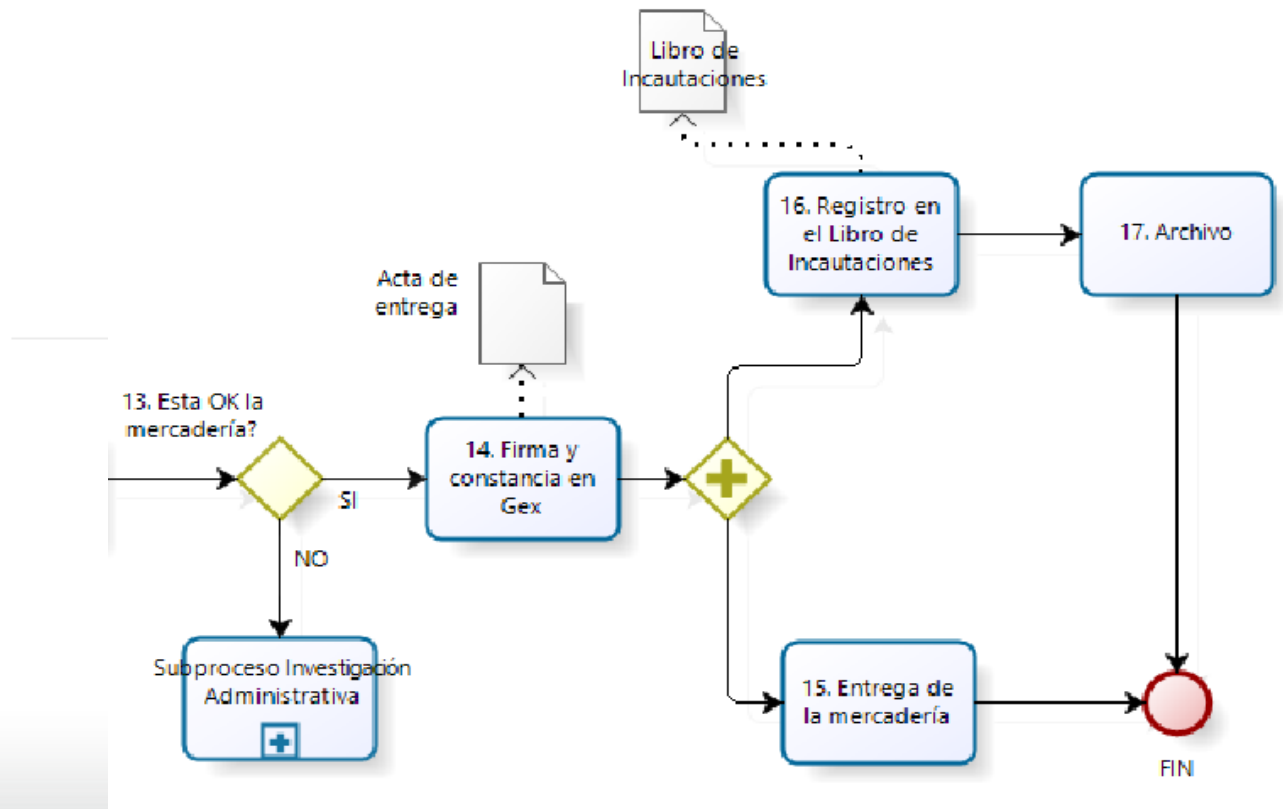 Libro de
Incautaciones
16. Registro en
el Libro de
Incautaciones
17. Archivo
Acta de
entrega
13. Esta OK la
mercadería?
SI
NO
14. Firma y
constancia en
Gex
Subproceso Investigación
Administrativa
15. Entrega de
la mercadería
FIN